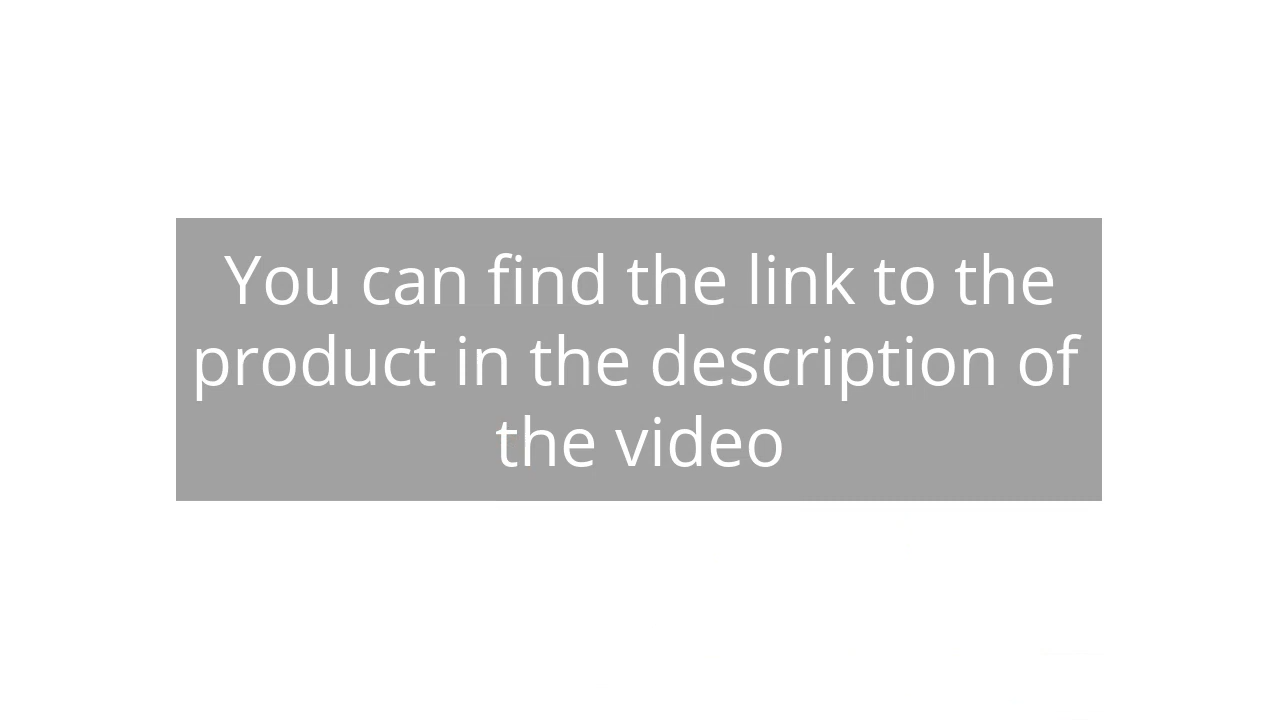 You can find the link to the
product in the description of
the video